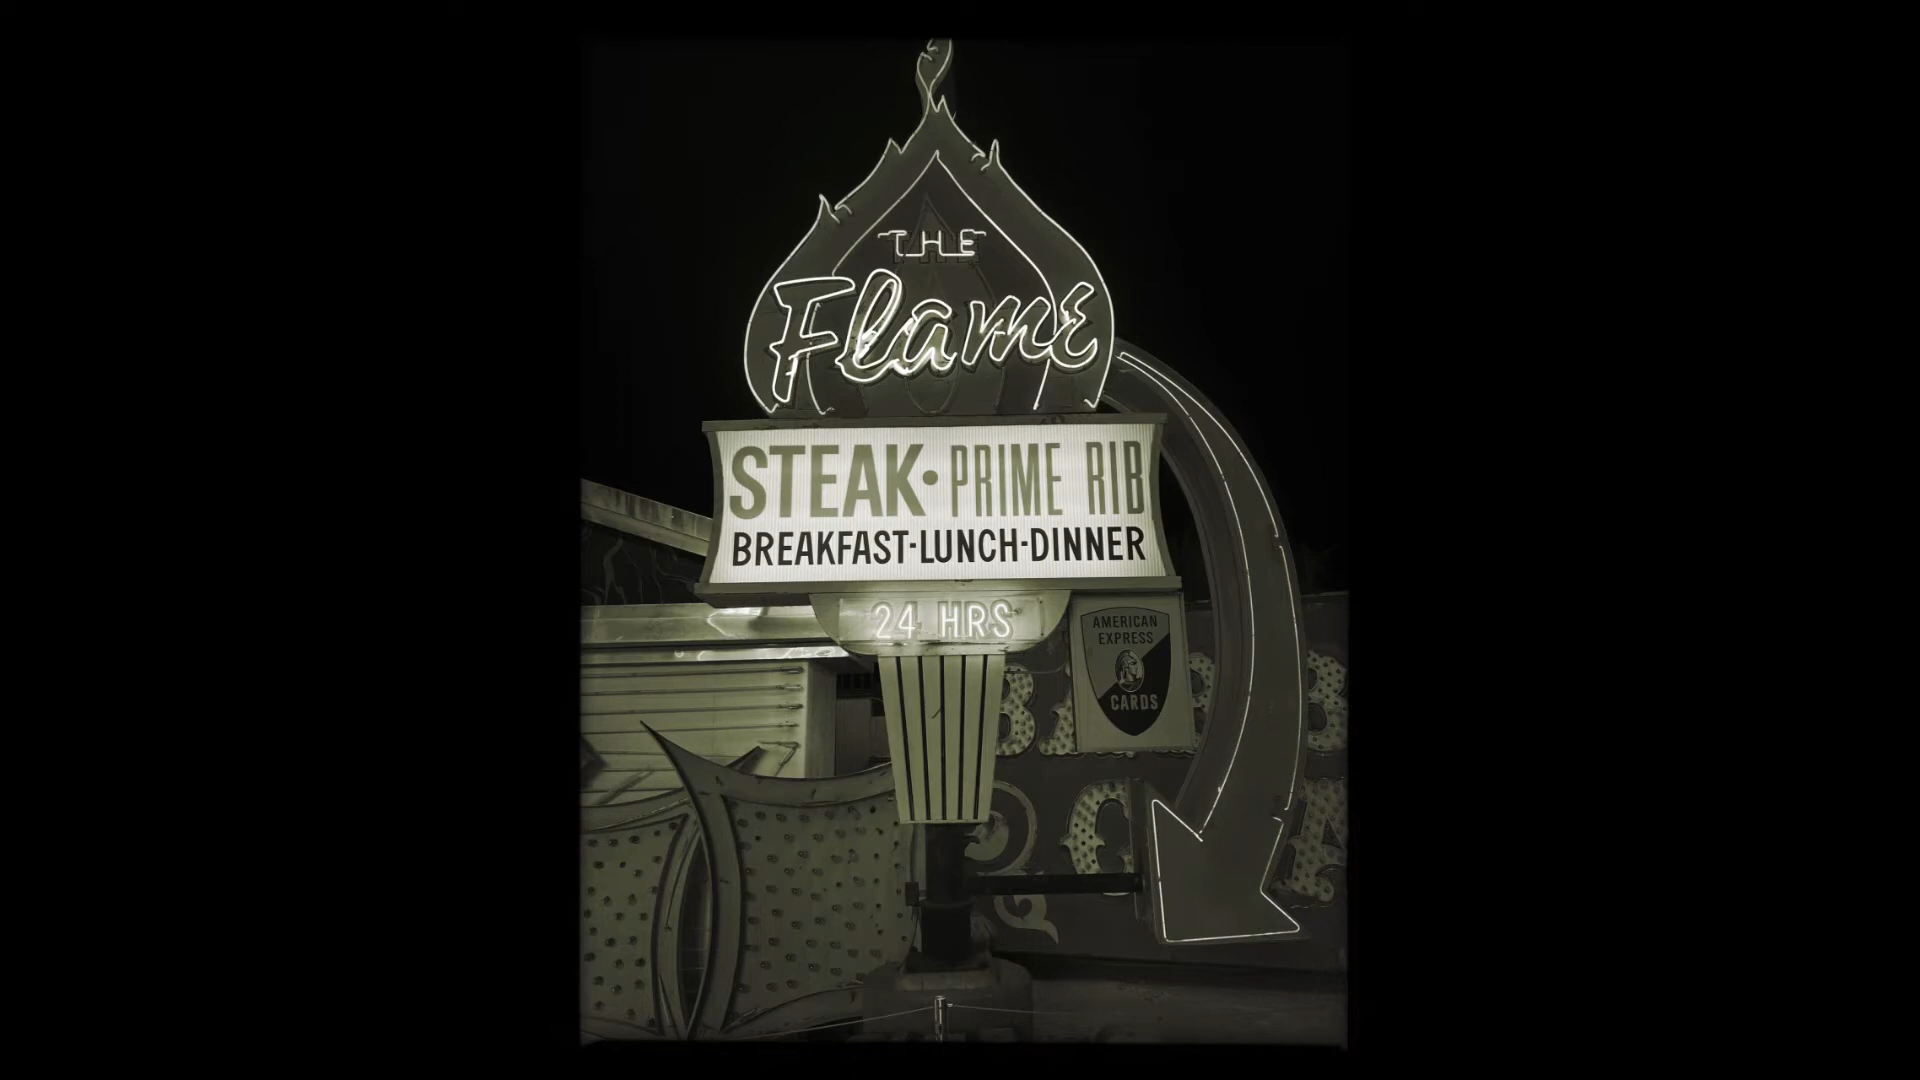 THE
Flame
STEAK • PRIME RIB
BREAKFAST-LUNCH-DINNER
24 HRS
AMERICAN
EXPRESS
CARDS